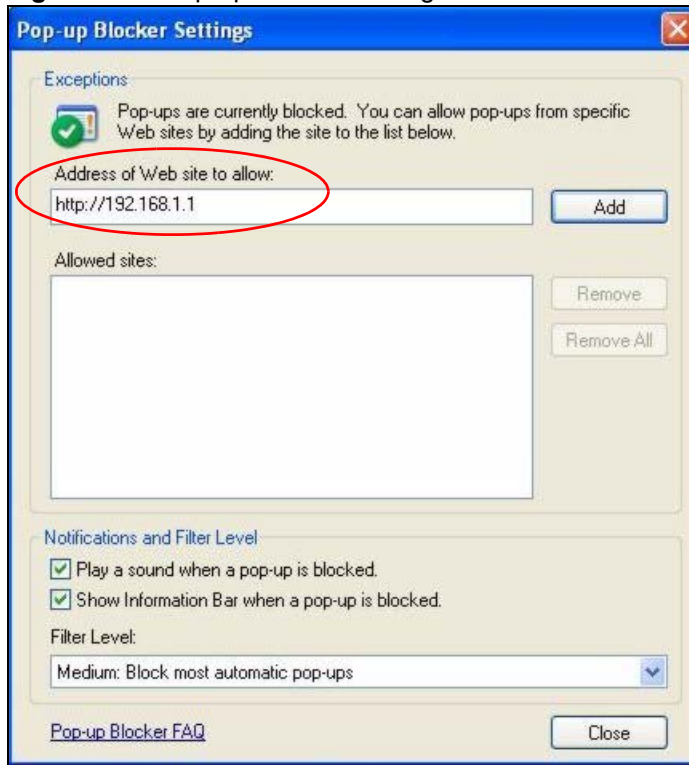 Pop-up Blocker Settings
Exceptions
Pop-ups are currently blocked. You can allow pop-ups from specific
Web sites by adding the site to the list below.
Address of Web site to allow:
http://192.168.1.1
Add
Allowed sites:
Remove
Remove All
Notifications and Filter Level
Play a sound when a pop-up is blocked.
Show Information Bar when a pop-up is blocked.
Filter Level:
Medium: Block most automatic pop-ups
Pop-up Blocker FAQ
Close